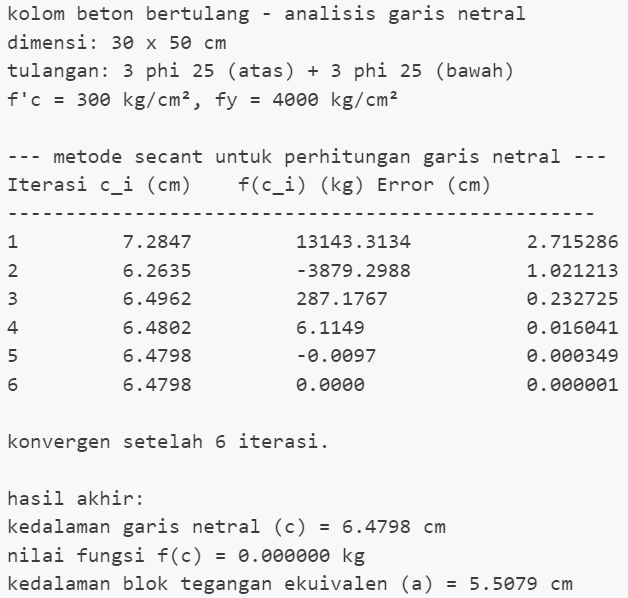 kolom beton bertulang - analisis garis netral
dimensi: 30 x 50 cm
tulangan: 3 phi 25 (atas) + 3 phi 25 (bawah)
f'c = 300 kg/cm², fy = 4000 kg/cm²
--- metode secant untuk perhitungan garis netral ---
Iterasi c_i (cm) f(c_i) (kg) Error (cm)
---------------------------------------------------
1 7.2847 13143.3134 2.715286
2 6.2635 -3879.2988 1.021213
3 6.4962 287.1767 0.232725
4 6.4802 6.1149 0.016041
5 6.4798 -0.0097 0.000349
6 6.4798 0.0000 0.000001
konvergen setelah 6 iterasi.
hasil akhir:
kedalaman garis netral (c) = 6.4798 cm
nilai fungsi f(c) = 0.000000 kg
kedalaman blok tegangan ekuivalen (a) = 5.5079 cm